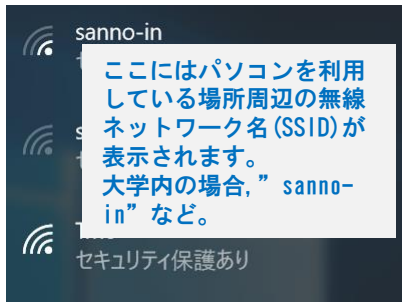 sanno-in
ここにはパソコンを利用
している場所周辺の無線
ネットワーク名(SSID)が
表示されます。
大学内の場合,”sanno-
in”など。
セキュリティ保護あり